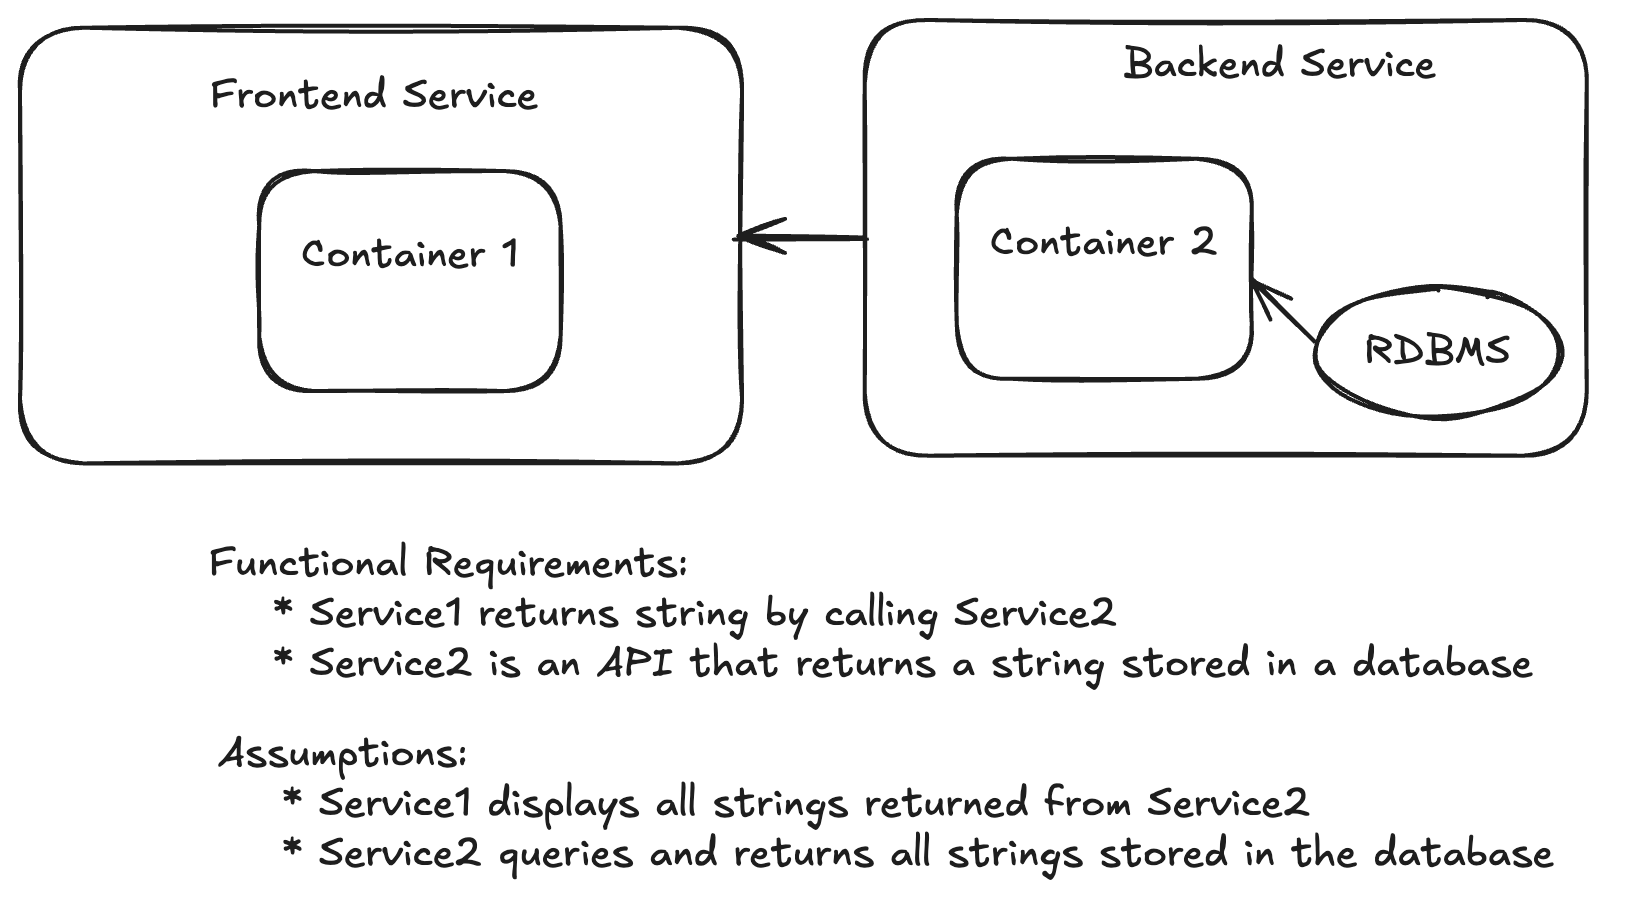 Frontend Service
Container 1
Backend Service
Container 2
RDBMS
Functional Requirements:
* Service1 returns string by calling Service2
* Service2 is an API that returns a string stored in a database
Assumptions:
* Service1 displays all strings returned from Service2
* Service2 queries and returns all strings stored in the database